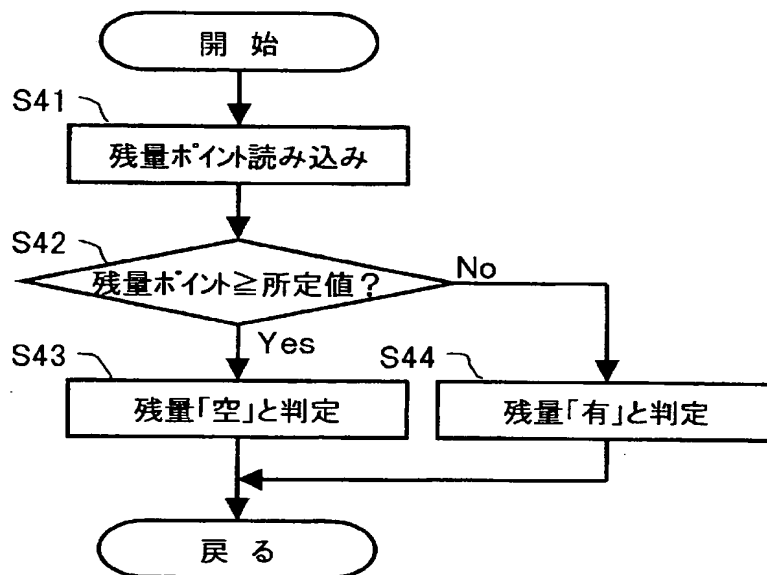 開 始
S41
残量ポイント読み込み
S42
残量ポイント≧所定値?
No
Yes
S43
残量「空」と判定
S44
残量「有」と判定
戻 る